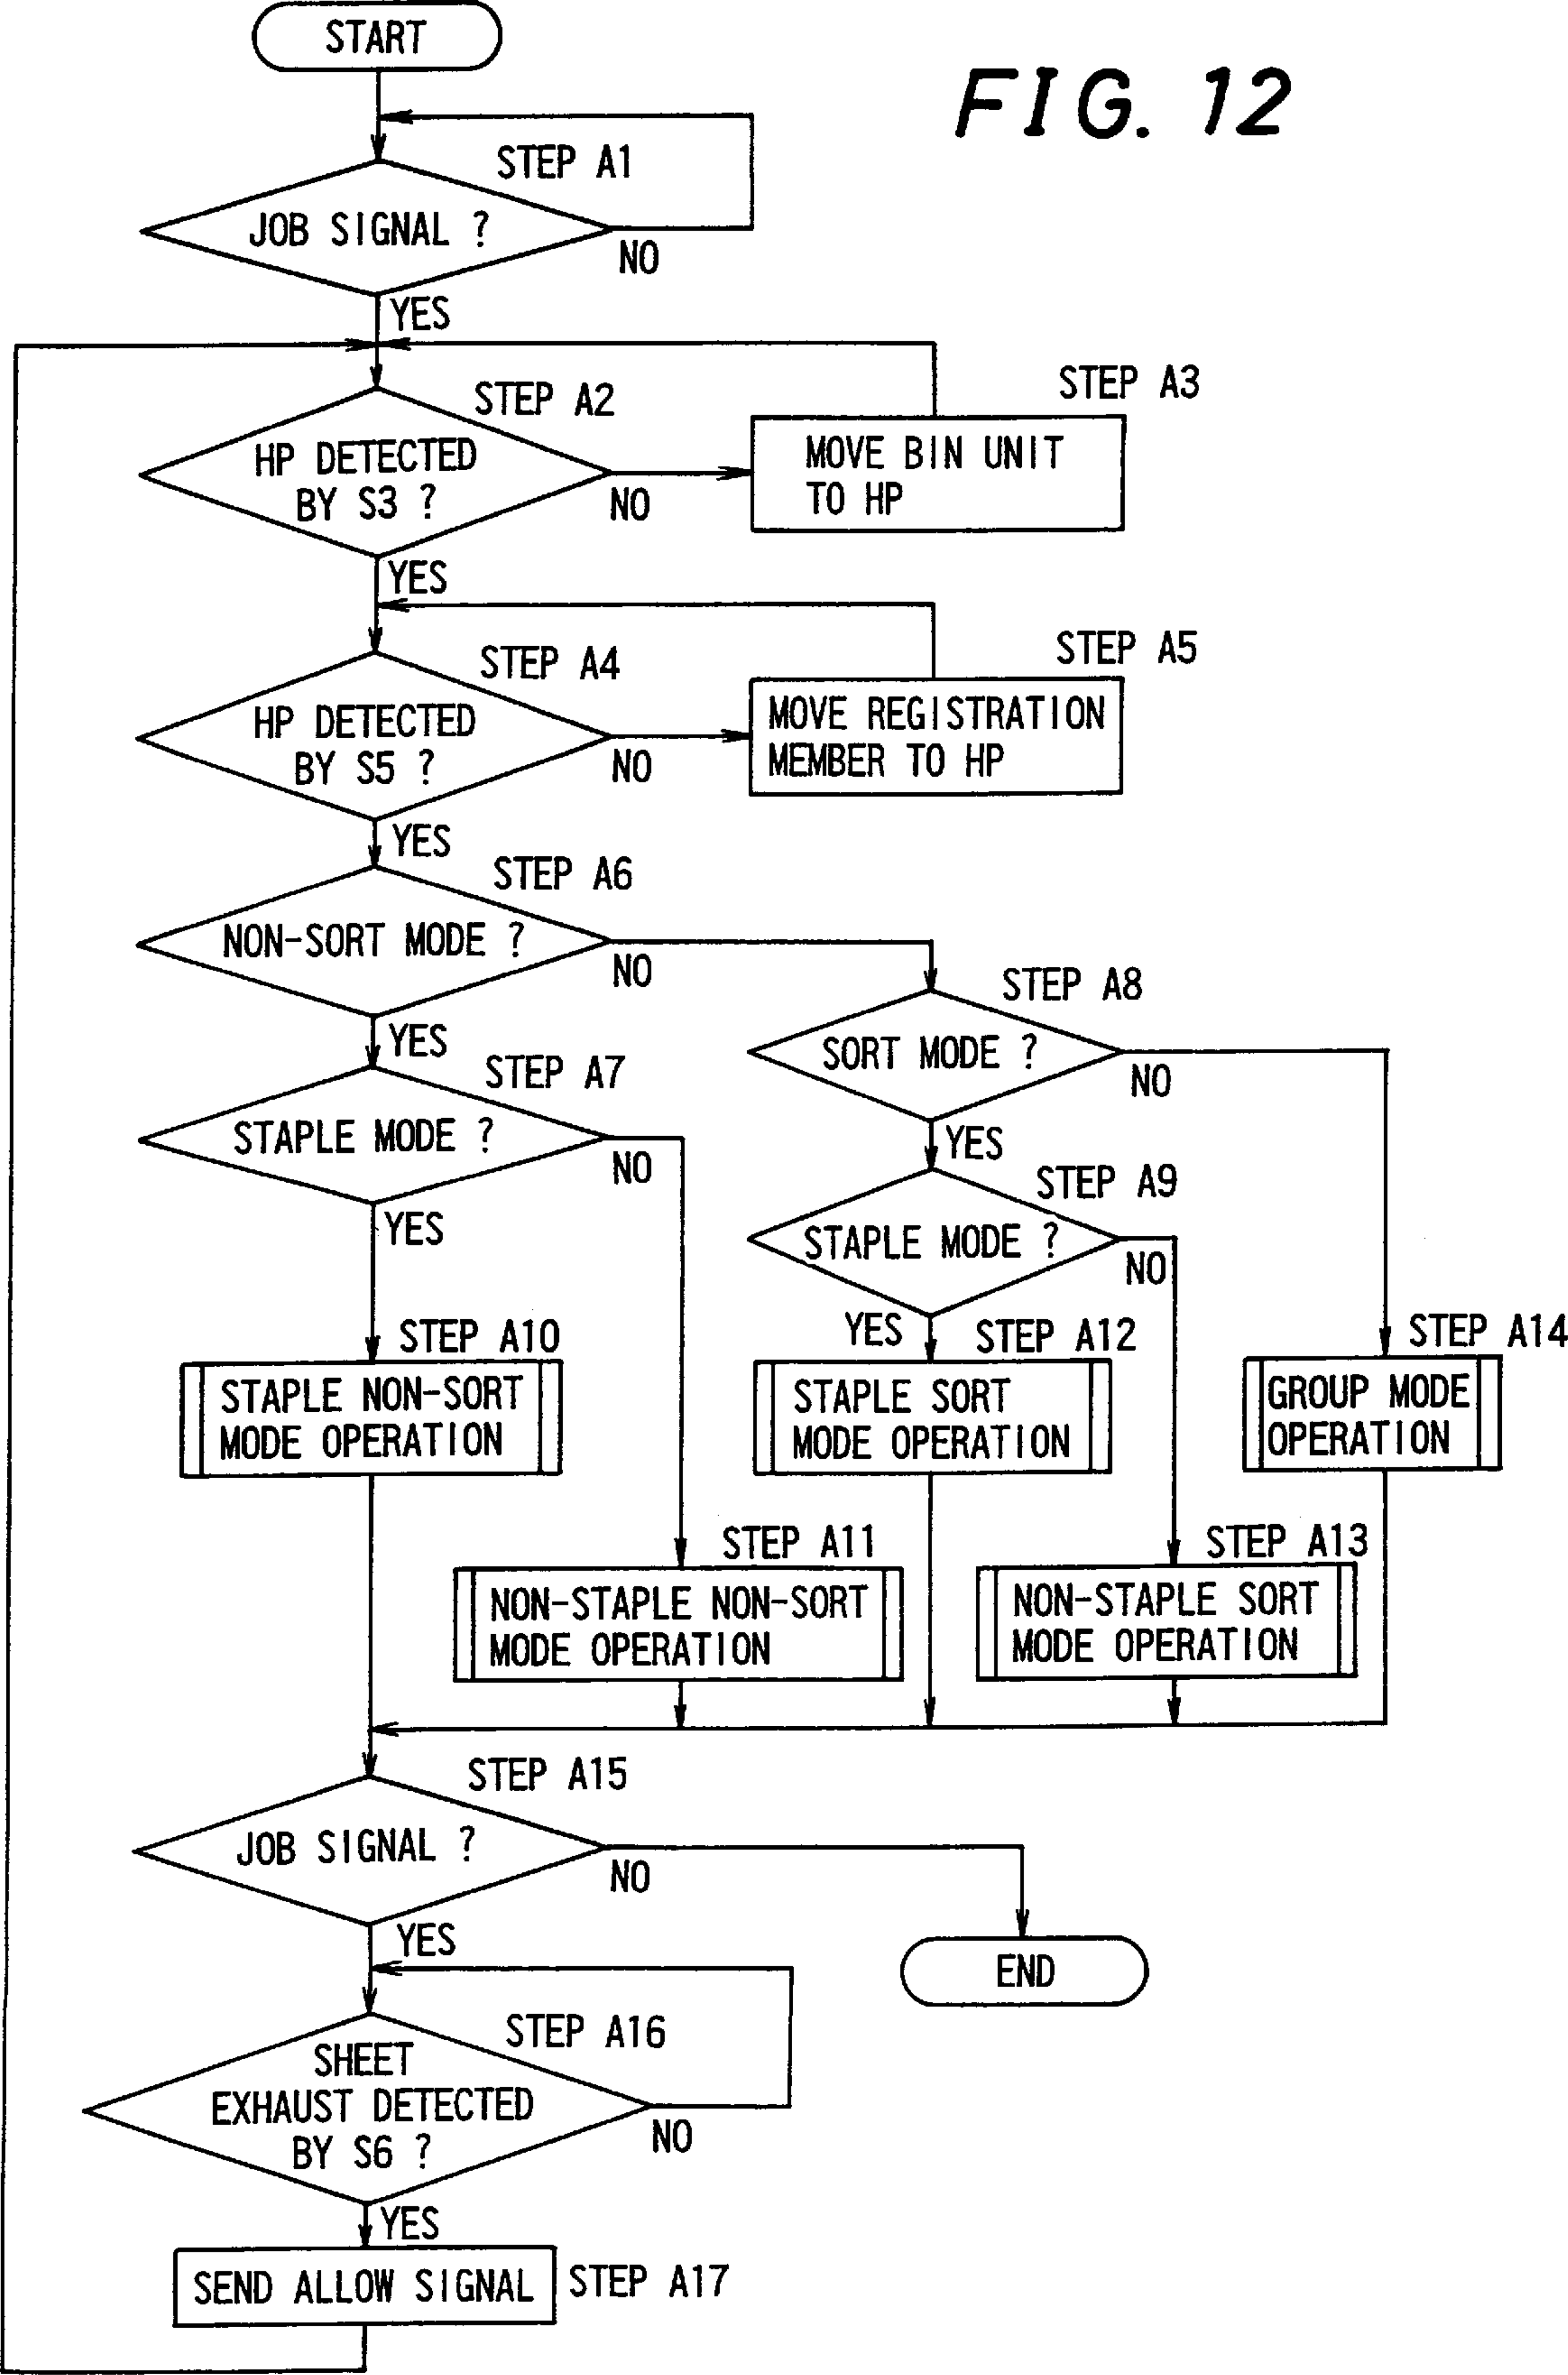 START
FIG. 12
STEP A1
JOB SIGNAL ?
NO
YES
STEP A2
STEP A3
HP DETECTED
BY S3 ?
NO
MOVE BIN UNIT
TO HP
YES
STEP A4
STEP A5
HP DETECTED
BY S5 ?
NO
MOVE REGISTRATION
MEMBER TO HP
YES
STEP A6
NON-SORT MODE ?
NO
YES
STEP A8
SORT MODE ?
NO
STEP A7
STAPLE MODE ?
NO
YES
YES
STEP A9
STAPLE MODE ?
NO
YES
STEP A10
STAPLE NON-SORT
MODE OPERATION
STEP A12
STAPLE SORT
MODE OPERATION
STEP A14
GROUP MODE
OPERATION
STEP A11
NON-STAPLE NON-SORT
MODE OPERATION
STEP A13
NON-STAPLE SORT
MODE OPERATION
STEP A15
JOB SIGNAL ?
NO
YES
END
STEP A16
SHEET
EXHAUST DETECTED
BY S6 ?
NO
YES
SEND ALLOW SIGNAL
STEP A17